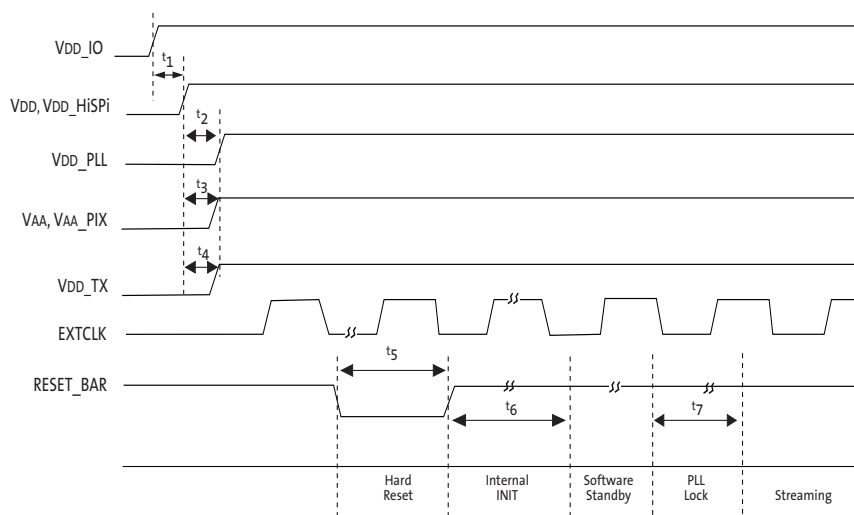 VDD_IO
t1
VDD, VDD_HiSPi
t2
VDD_PLL
t3
VAA, VAA_PIX
t4
VDD_TX
EXTCLK
t5
RESET_BAR
t6
t7
Hard
Reset
Internal
INIT
Software
Standby
PLL
Lock
Streaming